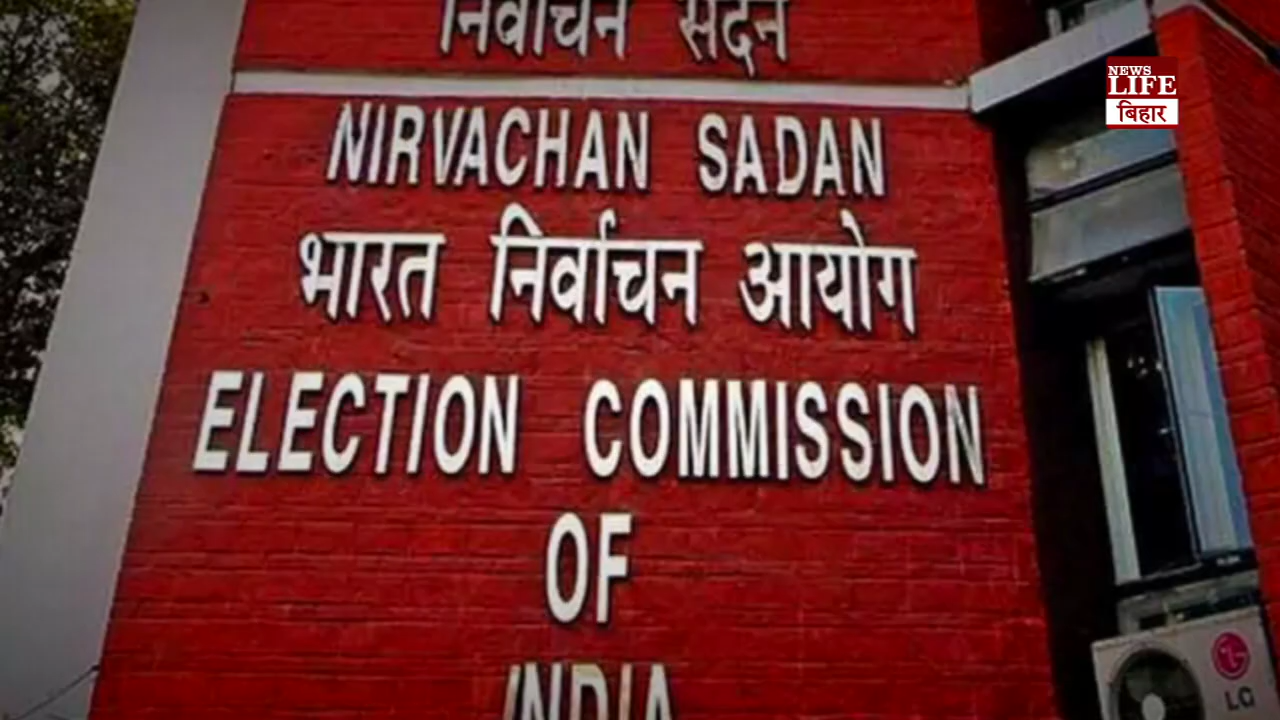 निर्वाचन सदन
NIRVACHAN SADAN
भारत निर्वाचन आयोग
ELECTION COMMISSION
OF
INDIA
NEWS
LIFE
बिहार
LG